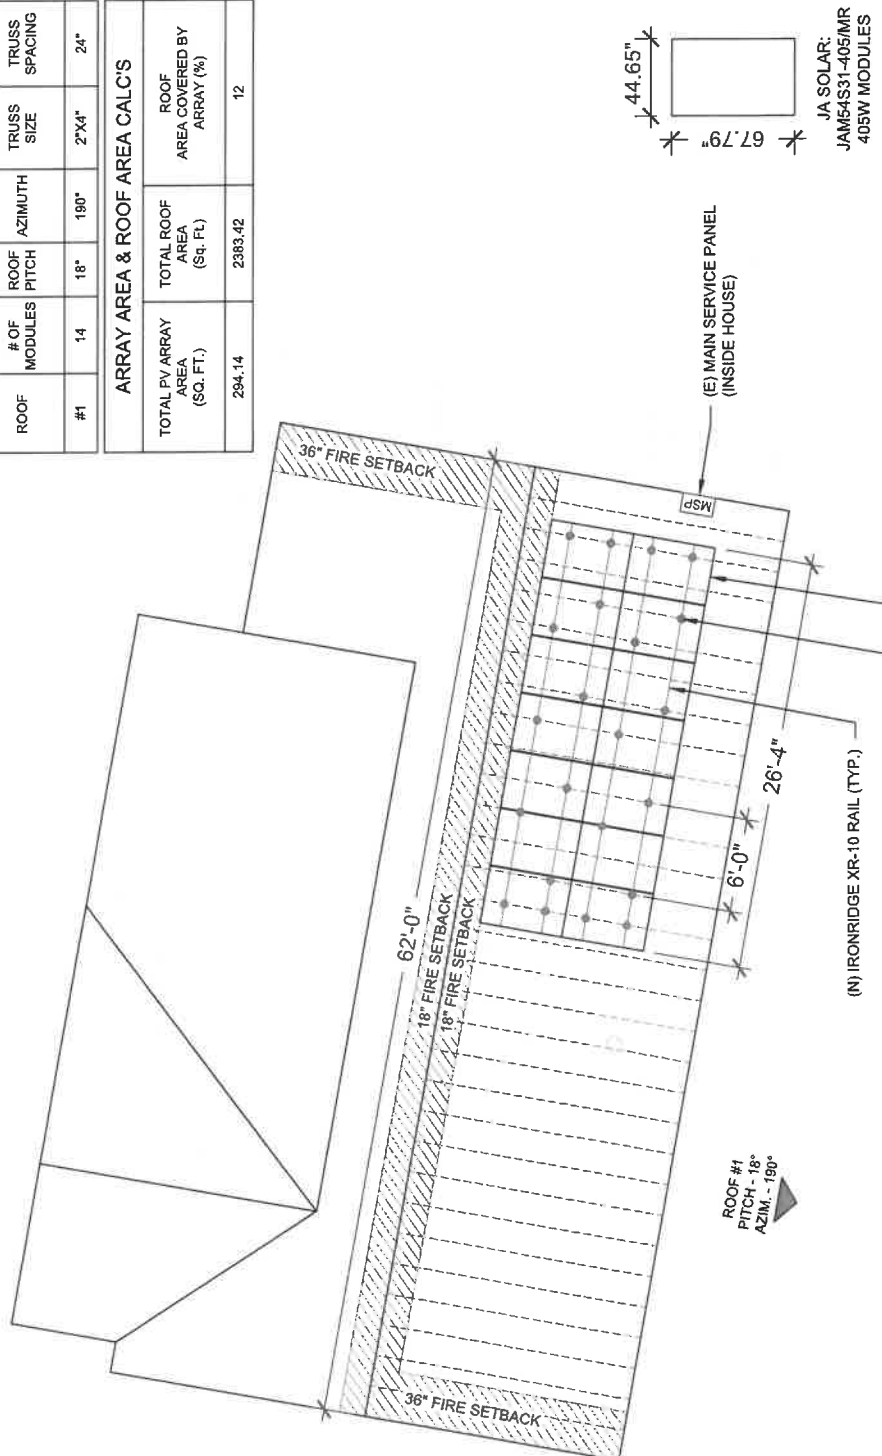 ROOF
# OF
MODULES
ROOF
PITCH
AZIMUTH
TRUSS
SIZE
TRUSS
SPACING
#1
14
18°
190°
2"X4"
24"
ARRAY AREA & ROOF AREA CALC'S
TOTAL PV ARRAY
AREA
(SQ. FT.)
TOTAL ROOF
AREA
(Sq. Ft.)
ROOF
AREA COVERED BY
ARRAY (%)
294.14
2383.42
12
44.65"
67.79"
JA SOLAR:
JAM54S31-405/MR
405W MODULES
36" FIRE SETBACK
(E) MAIN SERVICE PANEL
(INSIDE HOUSE)
MSP
62'-0"
18" FIRE SETBACK
18" FIRE SETBACK
26'-4"
6'-0"
(N) IRONRIDGE XR-10 RAIL (TYP.)
ROOF #1
PITCH - 18°
AZIM. - 190°
36" FIRE SETBACK